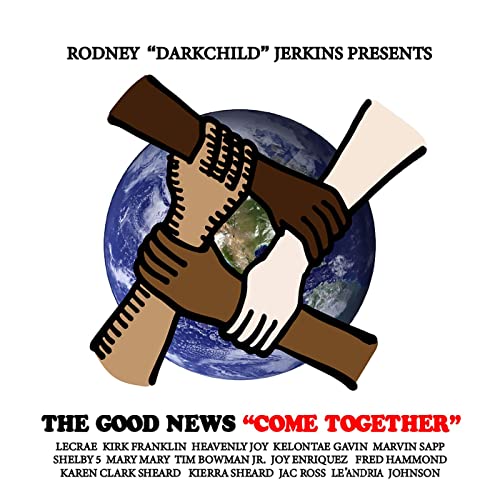 RODNEY “DARKCHILD” JERKINS PRESENTS
THE GOOD NEWS “COME TOGETHER”
LECRAE KIRK FRANKLIN HEAVENLY JOY KELONTAE GAVIN MARVIN SAPP
SHELBY 5 MARY MARY TIM BOWMAN JR. JOY ENRIQUEZ FRED HAMMOND
KAREN CLARK SHEARD KIERRA SHEARD JAC ROSS LE’ANDRIA JOHNSON